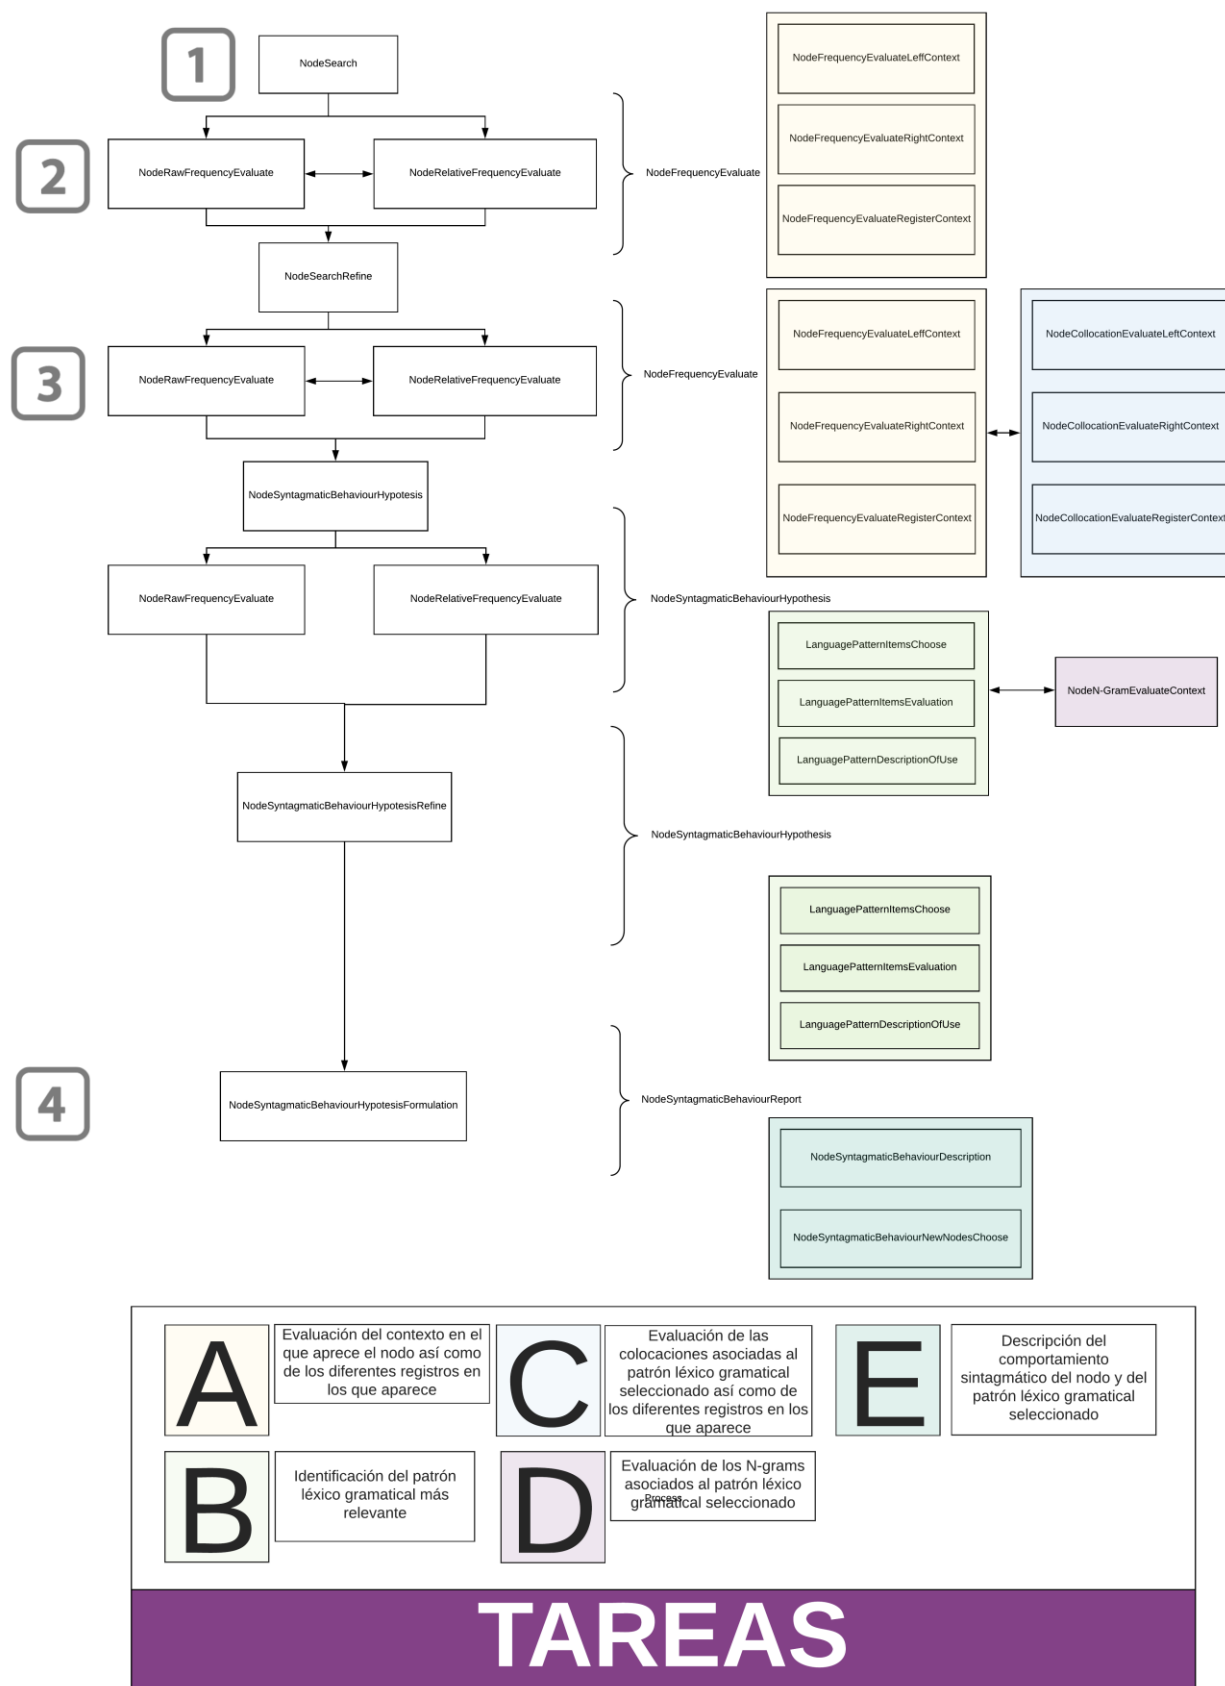 1
NodeSearch
NodeFrequencyEvaluateLeffContext
NodeFrequencyEvaluateRightContext
NodeFrequencyEvaluateRegisterContext
2
NodeRawFrequencyEvaluate
NodeRelativeFrequencyEvaluate
NodeFrequencyEvaluate
NodeSearchRefine
3
NodeRawFrequencyEvaluate
NodeRelativeFrequencyEvaluate
NodeFrequencyEvaluate
NodeFrequencyEvaluateLeffContext
NodeFrequencyEvaluateRightContext
NodeFrequencyEvaluateRegisterContext
NodeCollocationEvaluateLeftContext
NodeCollocationEvaluateRightContext
NodeCollocationEvaluateRegisterContext
NodeSyntagmaticBehaviourHypotesis
NodeRawFrequencyEvaluate
NodeRelativeFrequencyEvaluate
NodeSyntagmaticBehaviourHypothesis
LanguagePatternItemsChoose
LanguagePatternItemsEvaluation
LanguagePatternDescriptionOfUse
NodeN-GramEvaluateContext
NodeSyntagmaticBehaviourHypotesisRefine
NodeSyntagmaticBehaviourHypothesis
LanguagePatternItemsChoose
LanguagePatternItemsEvaluation
LanguagePatternDescriptionOfUse
4
NodeSyntagmaticBehaviourHypotesisFormulation
NodeSyntagmaticBehaviourReport
NodeSyntagmaticBehaviourDescription
NodeSyntagmaticBehaviourNewNodesChoose
A
Evaluación del contexto en el
que aprece el nodo así como
de los diferentes registros en
los que aparece
C
Evaluación de las
colocaciones asociadas al
patrón léxico gramatical
seleccionado así como de
los diferentes registros en los
que aparece
E
Descripción del
comportamiento
sintagmático del nodo y del
patrón léxico gramatical
seleccionado
B
Identificación del patrón
léxico gramatical más
relevante
D
Evaluación de los N-grams
asociados al patrón léxico
gramatical seleccionado
Process
TAREAS